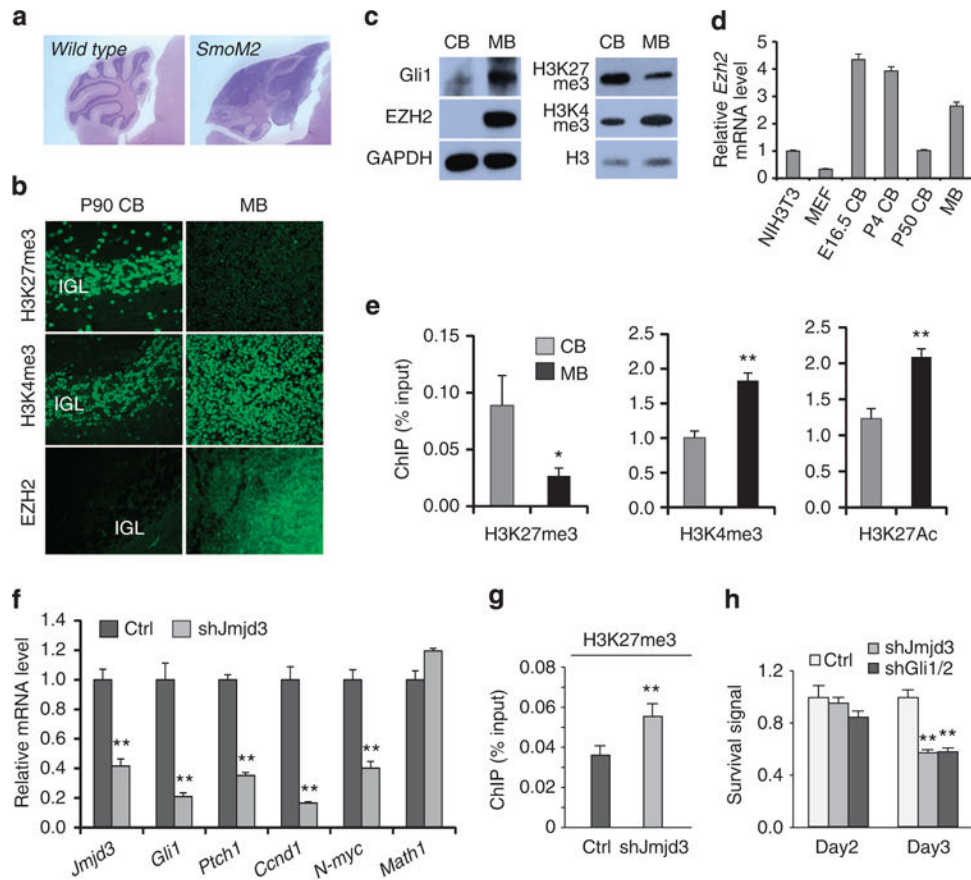 a
Wild type
SmoM2
b
P90 CB
MB
H3K27me3
IGL
H3K4me3
IGL
EZH2
IGL
c
CB MB
Gli1
EZH2
GAPDH
CB MB
H3K27
me3
H3K4
me3
H3
d
Relative Ezh2
mRNA level
5
4
3
2
1
0
NIH3T3
MEF
E16.5 CB
P4 CB
P50 CB
MB
e
ChIP (% input)
0.15
0.10
0.05
0.00
CB
MB
*
H3K27me3
2.5
2.0
1.5
1.0
0.5
0
**
H3K4me3
2.5
2.0
1.5
1.0
0.5
0
**
H3K27Ac
f
Relative mRNA level
1.4
1.2
1.0
0.8
0.6
0.4
0.2
0.0
Ctrl
shJmjd3
**
**
**
**
**
Jmjd3
Gli1
Ptch1
Ccnd1
N-myc
Math1
g
H3K27me3
ChIP (% input)
0.08
0.06
0.04
0.02
0
**
Ctrl shJmjd3
h
Survival signal
1.2
0.9
0.6
0.3
0.0
Ctrl
shJmjd3
shGli1/2
** **
Day2
Day3